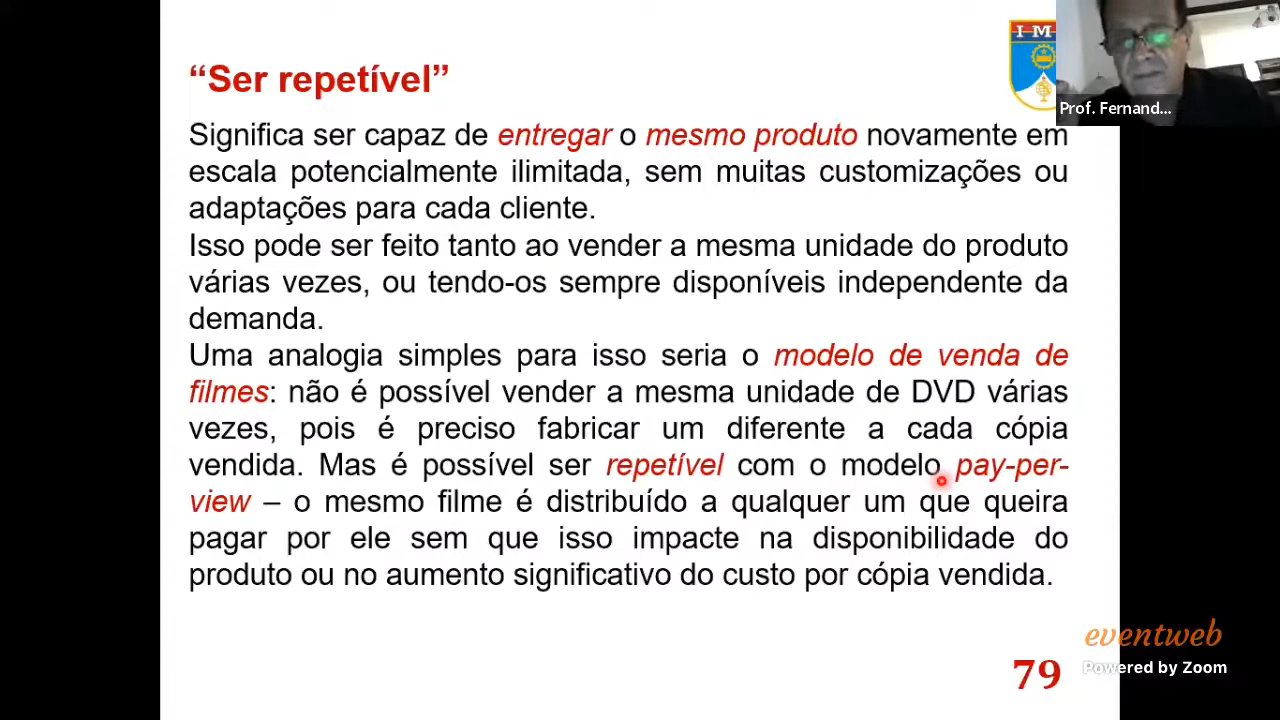 "Ser repetível"
I M
Prof. Fernand...
Significa ser capaz de entregar o mesmo produto novamente em
escala potencialmente ilimitada, sem muitas customizações ou
adaptações para cada cliente.
Isso pode ser feito tanto ao vender a mesma unidade do produto
várias vezes, ou tendo-os sempre disponíveis independente da
demanda.
Uma analogia simples para isso seria o modelo de venda de
filmes: não é possível vender a mesma unidade de DVD várias
vezes, pois é preciso fabricar um diferente a cada cópia
vendida. Mas é possível ser repetível com o modelo pay-per-
view – o mesmo filme é distribuído a qualquer um que queira
pagar por ele sem que isso impacte na disponibilidade do
produto ou no aumento significativo do custo por cópia vendida.
eventweb
Powered by Zoom
79